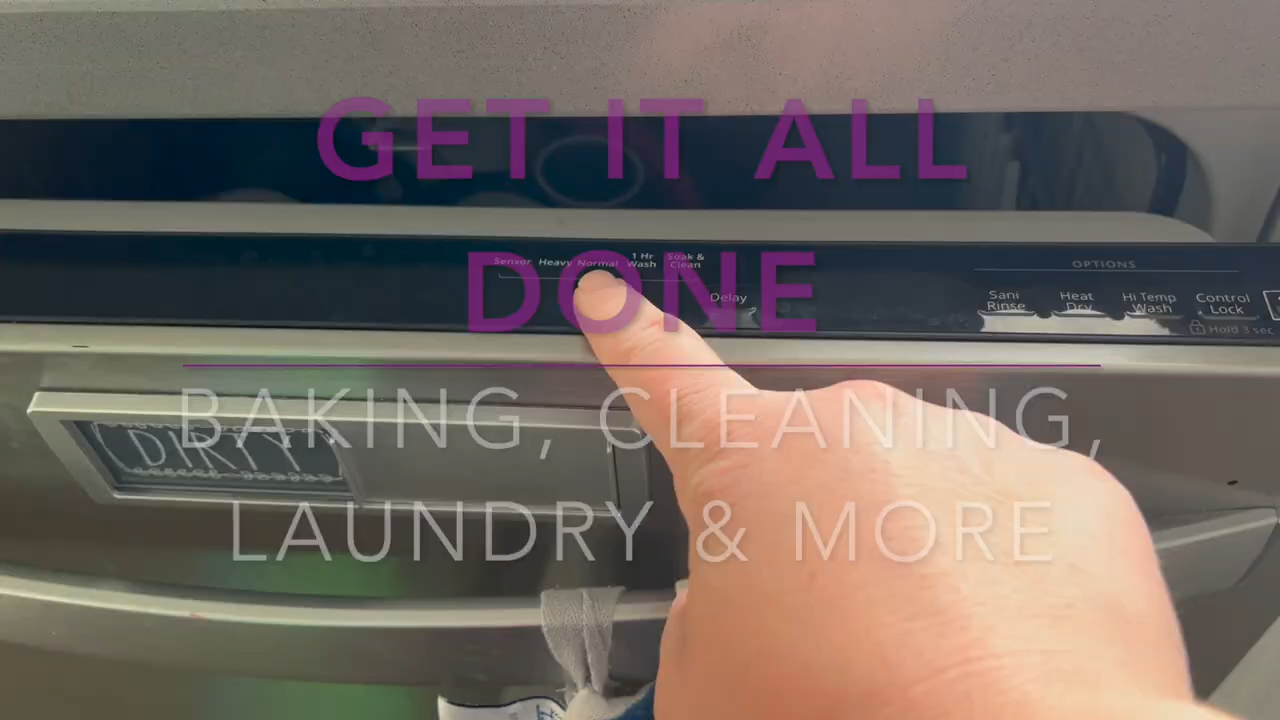 GET IT ALL
DONE
BAKING, CLEANING,
LAUNDRY & MORE
Sensor Heavy Normal 1 Hr Wash Soak & Clean
Delay
OPTIONS
Sani Rinse Heat Dry Hi Temp Wash Control Lock
Hold 3 sec
DIRTY